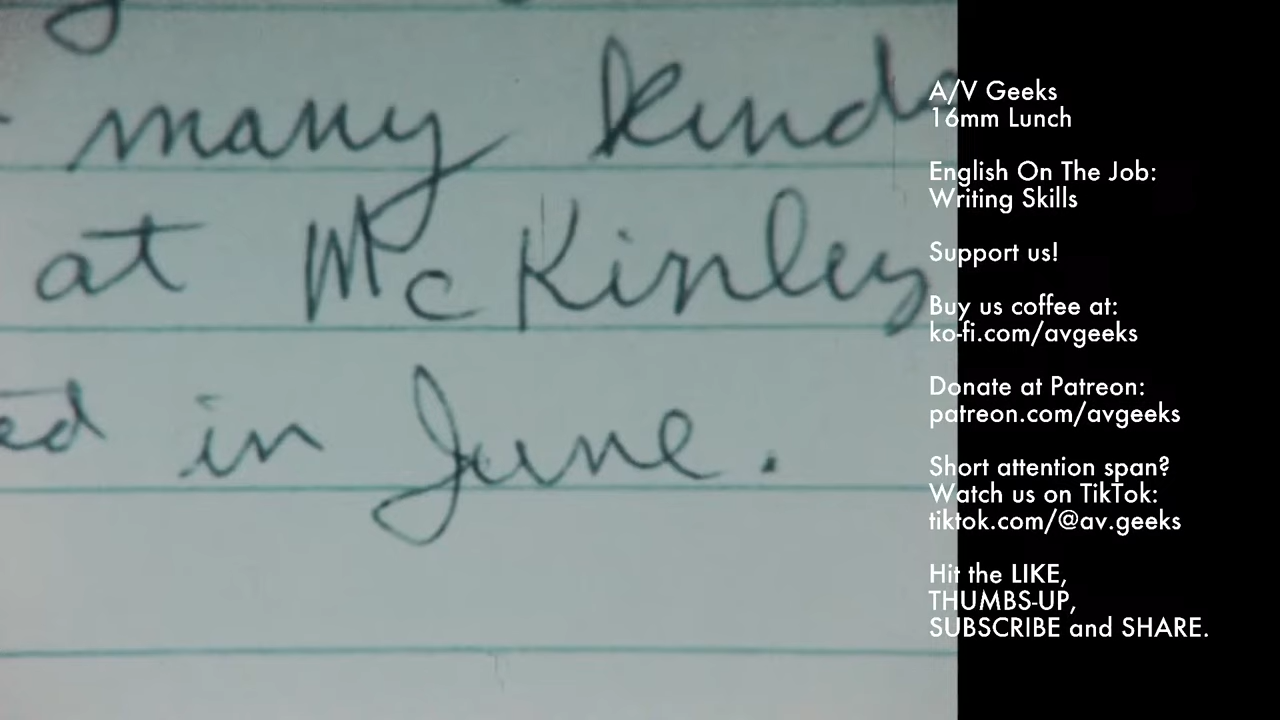 many kinds
at McKinley
ed in June.
A/V Geeks
16mm Lunch
English On The Job:
Writing Skills
Support us!
Buy us coffee at:
ko-fi.com/avgeeks
Donate at Patreon:
patreon.com/avgeeks
Short attention span?
Watch us on TikTok:
tiktok.com/@av.geeks
Hit the LIKE,
THUMBS-UP,
SUBSCRIBE and SHARE.